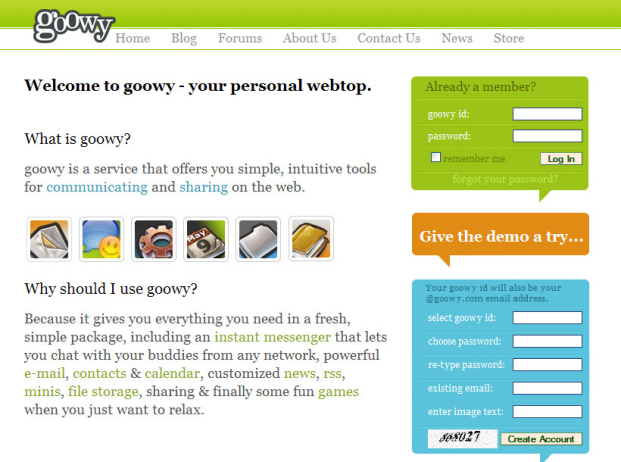 goowy
Home Blog Forums About Us Contact Us News Store
Welcome to goowy - your personal webtop.
What is goowy?
goowy is a service that offers you simple, intuitive tools
for communicating and sharing on the web.
May
9
Why should I use goowy?
Because it gives you everything you need in a fresh,
simple package, including an instant messenger that lets
you chat with your buddies from any network, powerful
e-mail, contacts & calendar, customized news, rss,
minis, file storage, sharing & finally some fun games
when you just want to relax.
Already a member?
goowy id:
password:
remember me Log In
forgot your password?
Give the demo a try...
Your goowy id will also be your
@goowy.com email address.
select goowy id:
choose password:
re-type password:
existing email:
enter image text:
Create Account